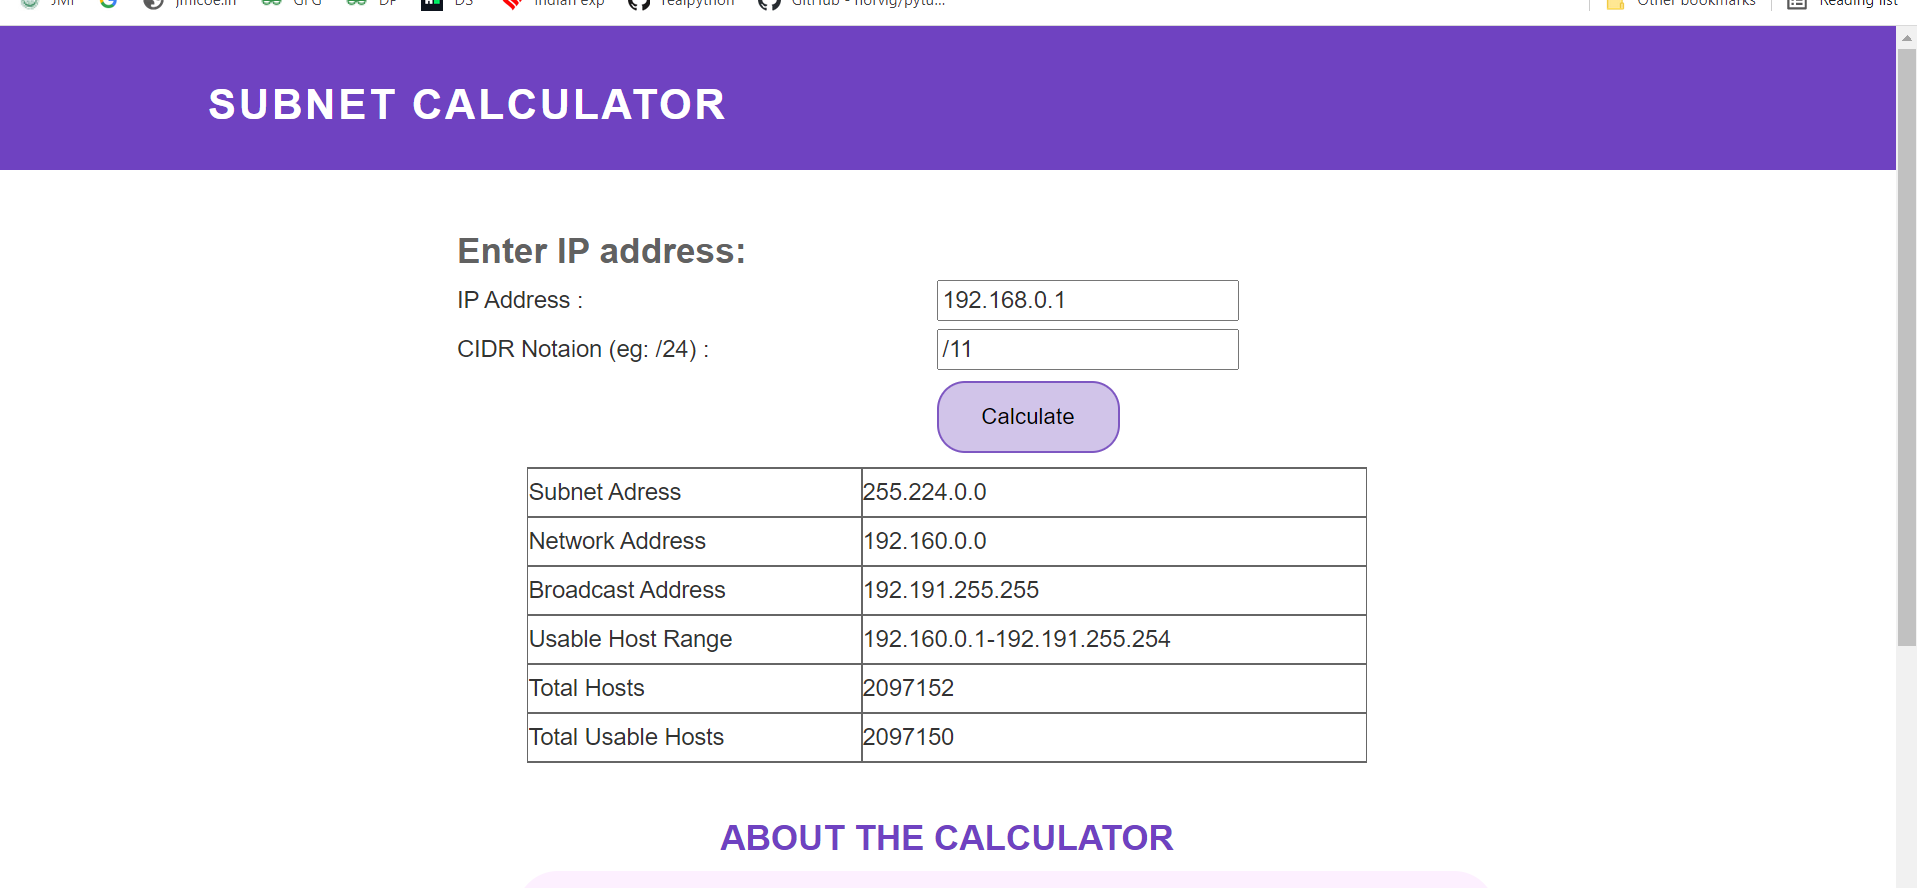 JMI jmicoe.in GFG DP DS Indian exp realpython GitHub - norvig/pytu... Other bookmarks Reading list
SUBNET CALCULATOR
Enter IP address:
IP Address : 192.168.0.1
CIDR Notaion (eg: /24) : /11
Calculate
Subnet Adress 255.224.0.0
Network Address 192.160.0.0
Broadcast Address 192.191.255.255
Usable Host Range 192.160.0.1-192.191.255.254
Total Hosts 2097152
Total Usable Hosts 2097150
ABOUT THE CALCULATOR